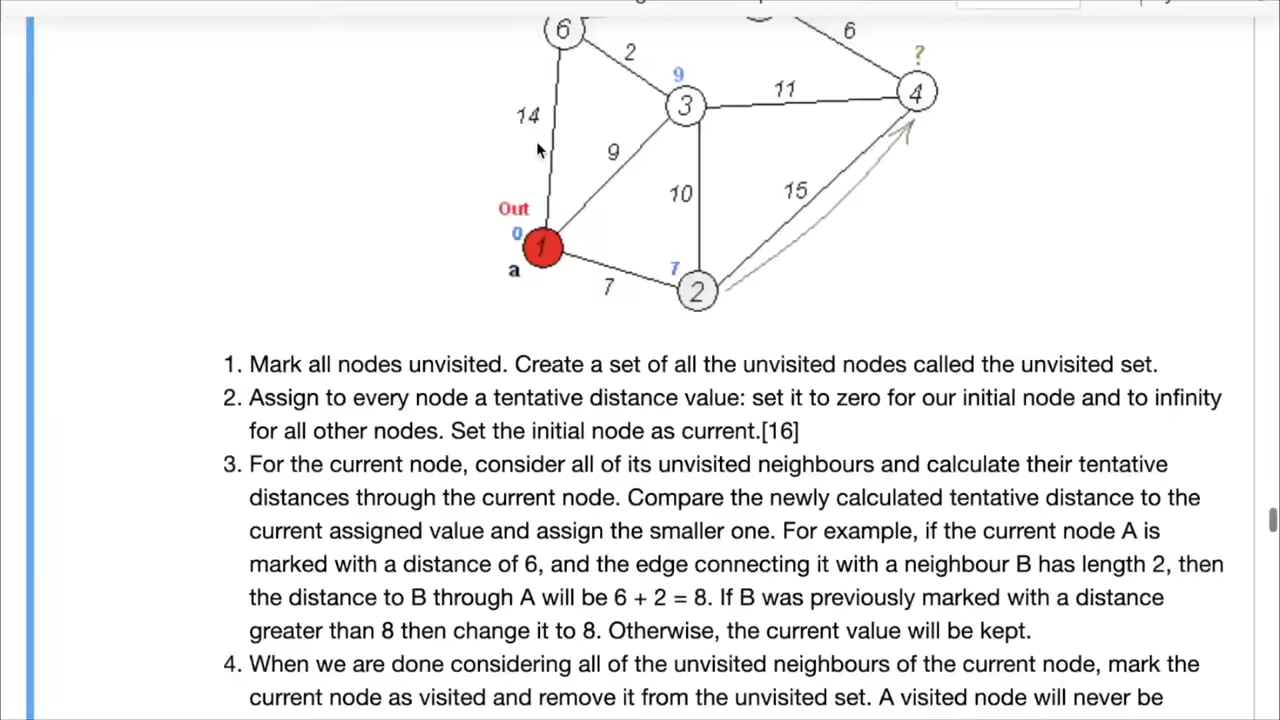 6
6
2
?
9
11
4
3
14
9
10
15
Out
0
1
7
a
7
2
1. Mark all nodes unvisited. Create a set of all the unvisited nodes called the unvisited set.
2. Assign to every node a tentative distance value: set it to zero for our initial node and to infinity
for all other nodes. Set the initial node as current.[16]
3. For the current node, consider all of its unvisited neighbours and calculate their tentative
distances through the current node. Compare the newly calculated tentative distance to the
current assigned value and assign the smaller one. For example, if the current node A is
marked with a distance of 6, and the edge connecting it with a neighbour B has length 2, then
the distance to B through A will be 6 + 2 = 8. If B was previously marked with a distance
greater than 8 then change it to 8. Otherwise, the current value will be kept.
4. When we are done considering all of the unvisited neighbours of the current node, mark the
current node as visited and remove it from the unvisited set. A visited node will never be